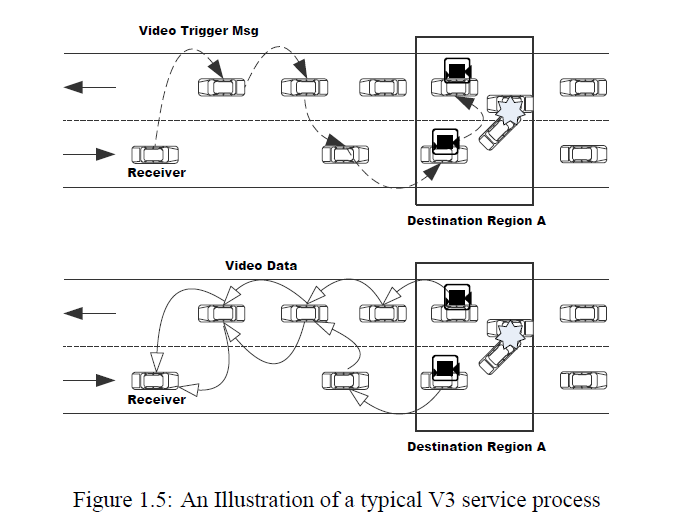 Video Trigger Msg
Receiver
Destination Region A
Video Data
Receiver
Destination Region A
Figure 1.5: An Illustration of a typical V3 service process